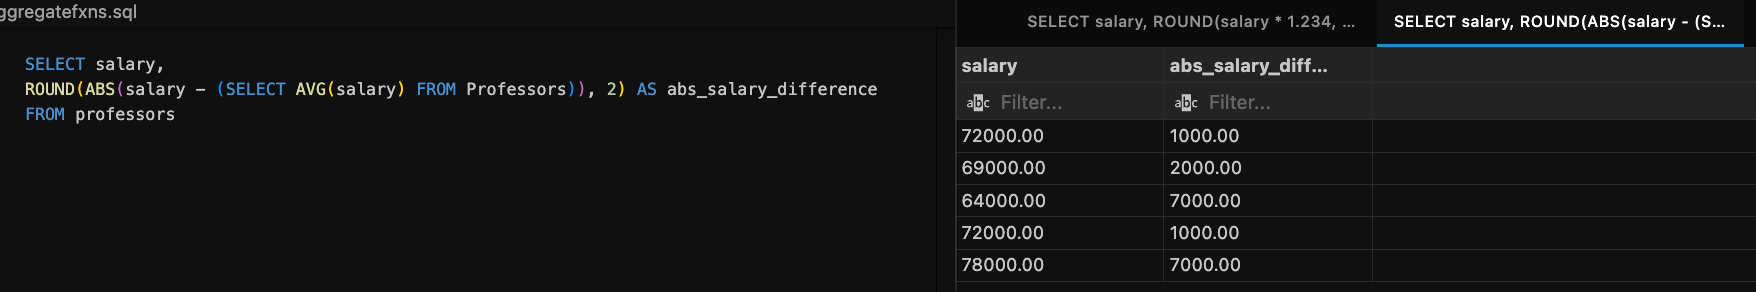 ggregatefxns.sql
SELECT salary,
ROUND(ABS(salary - (SELECT AVG(salary) FROM Professors)), 2) AS abs_salary_difference
FROM professors
SELECT salary, ROUND(salary * 1.234, ...
SELECT salary, ROUND(ABS(salary - (S...
salary abs_salary_diff...
abc Filter... abc Filter...
72000.00 1000.00
69000.00 2000.00
64000.00 7000.00
72000.00 1000.00
78000.00 7000.00